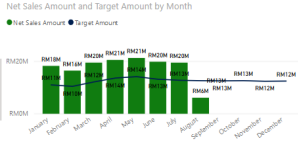 Net Sales Amount and Target Amount by Month
Net Sales Amount Target Amount
RM20M
RM0M
RM18M RM16M RM20M RM21M RM21M RM20M RM20M RM6M
RM11M RM12M RM14M RM14M RM13M RM13M RM13M RM13M RM13M RM12M RM12M
January February March April May June July August September October November December